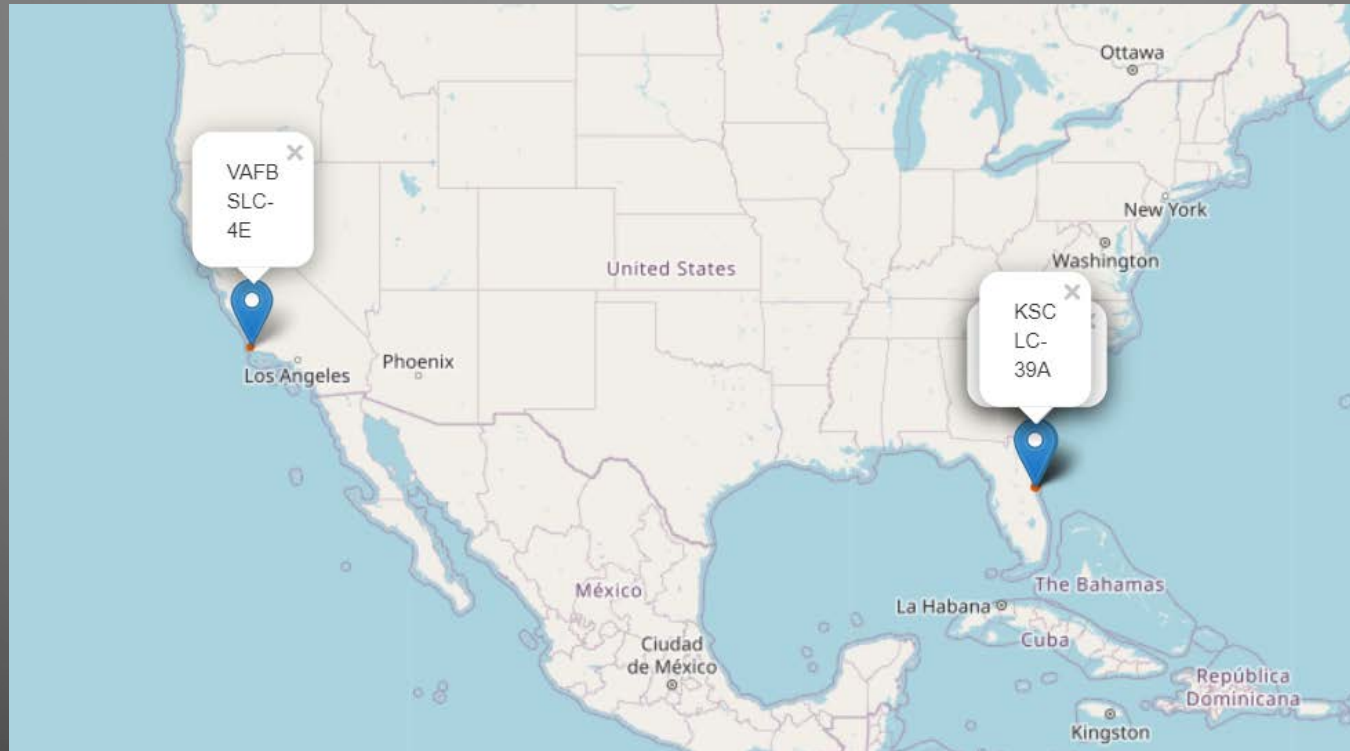 Ottawa
VAFB
SLC-
4E
New York
Washington
United States
KSC
LC-
39A
Phoenix
Los Angeles
The Bahamas
México
La Habana
Cuba
Ciudad
de México
República
Dominicana
Kingston